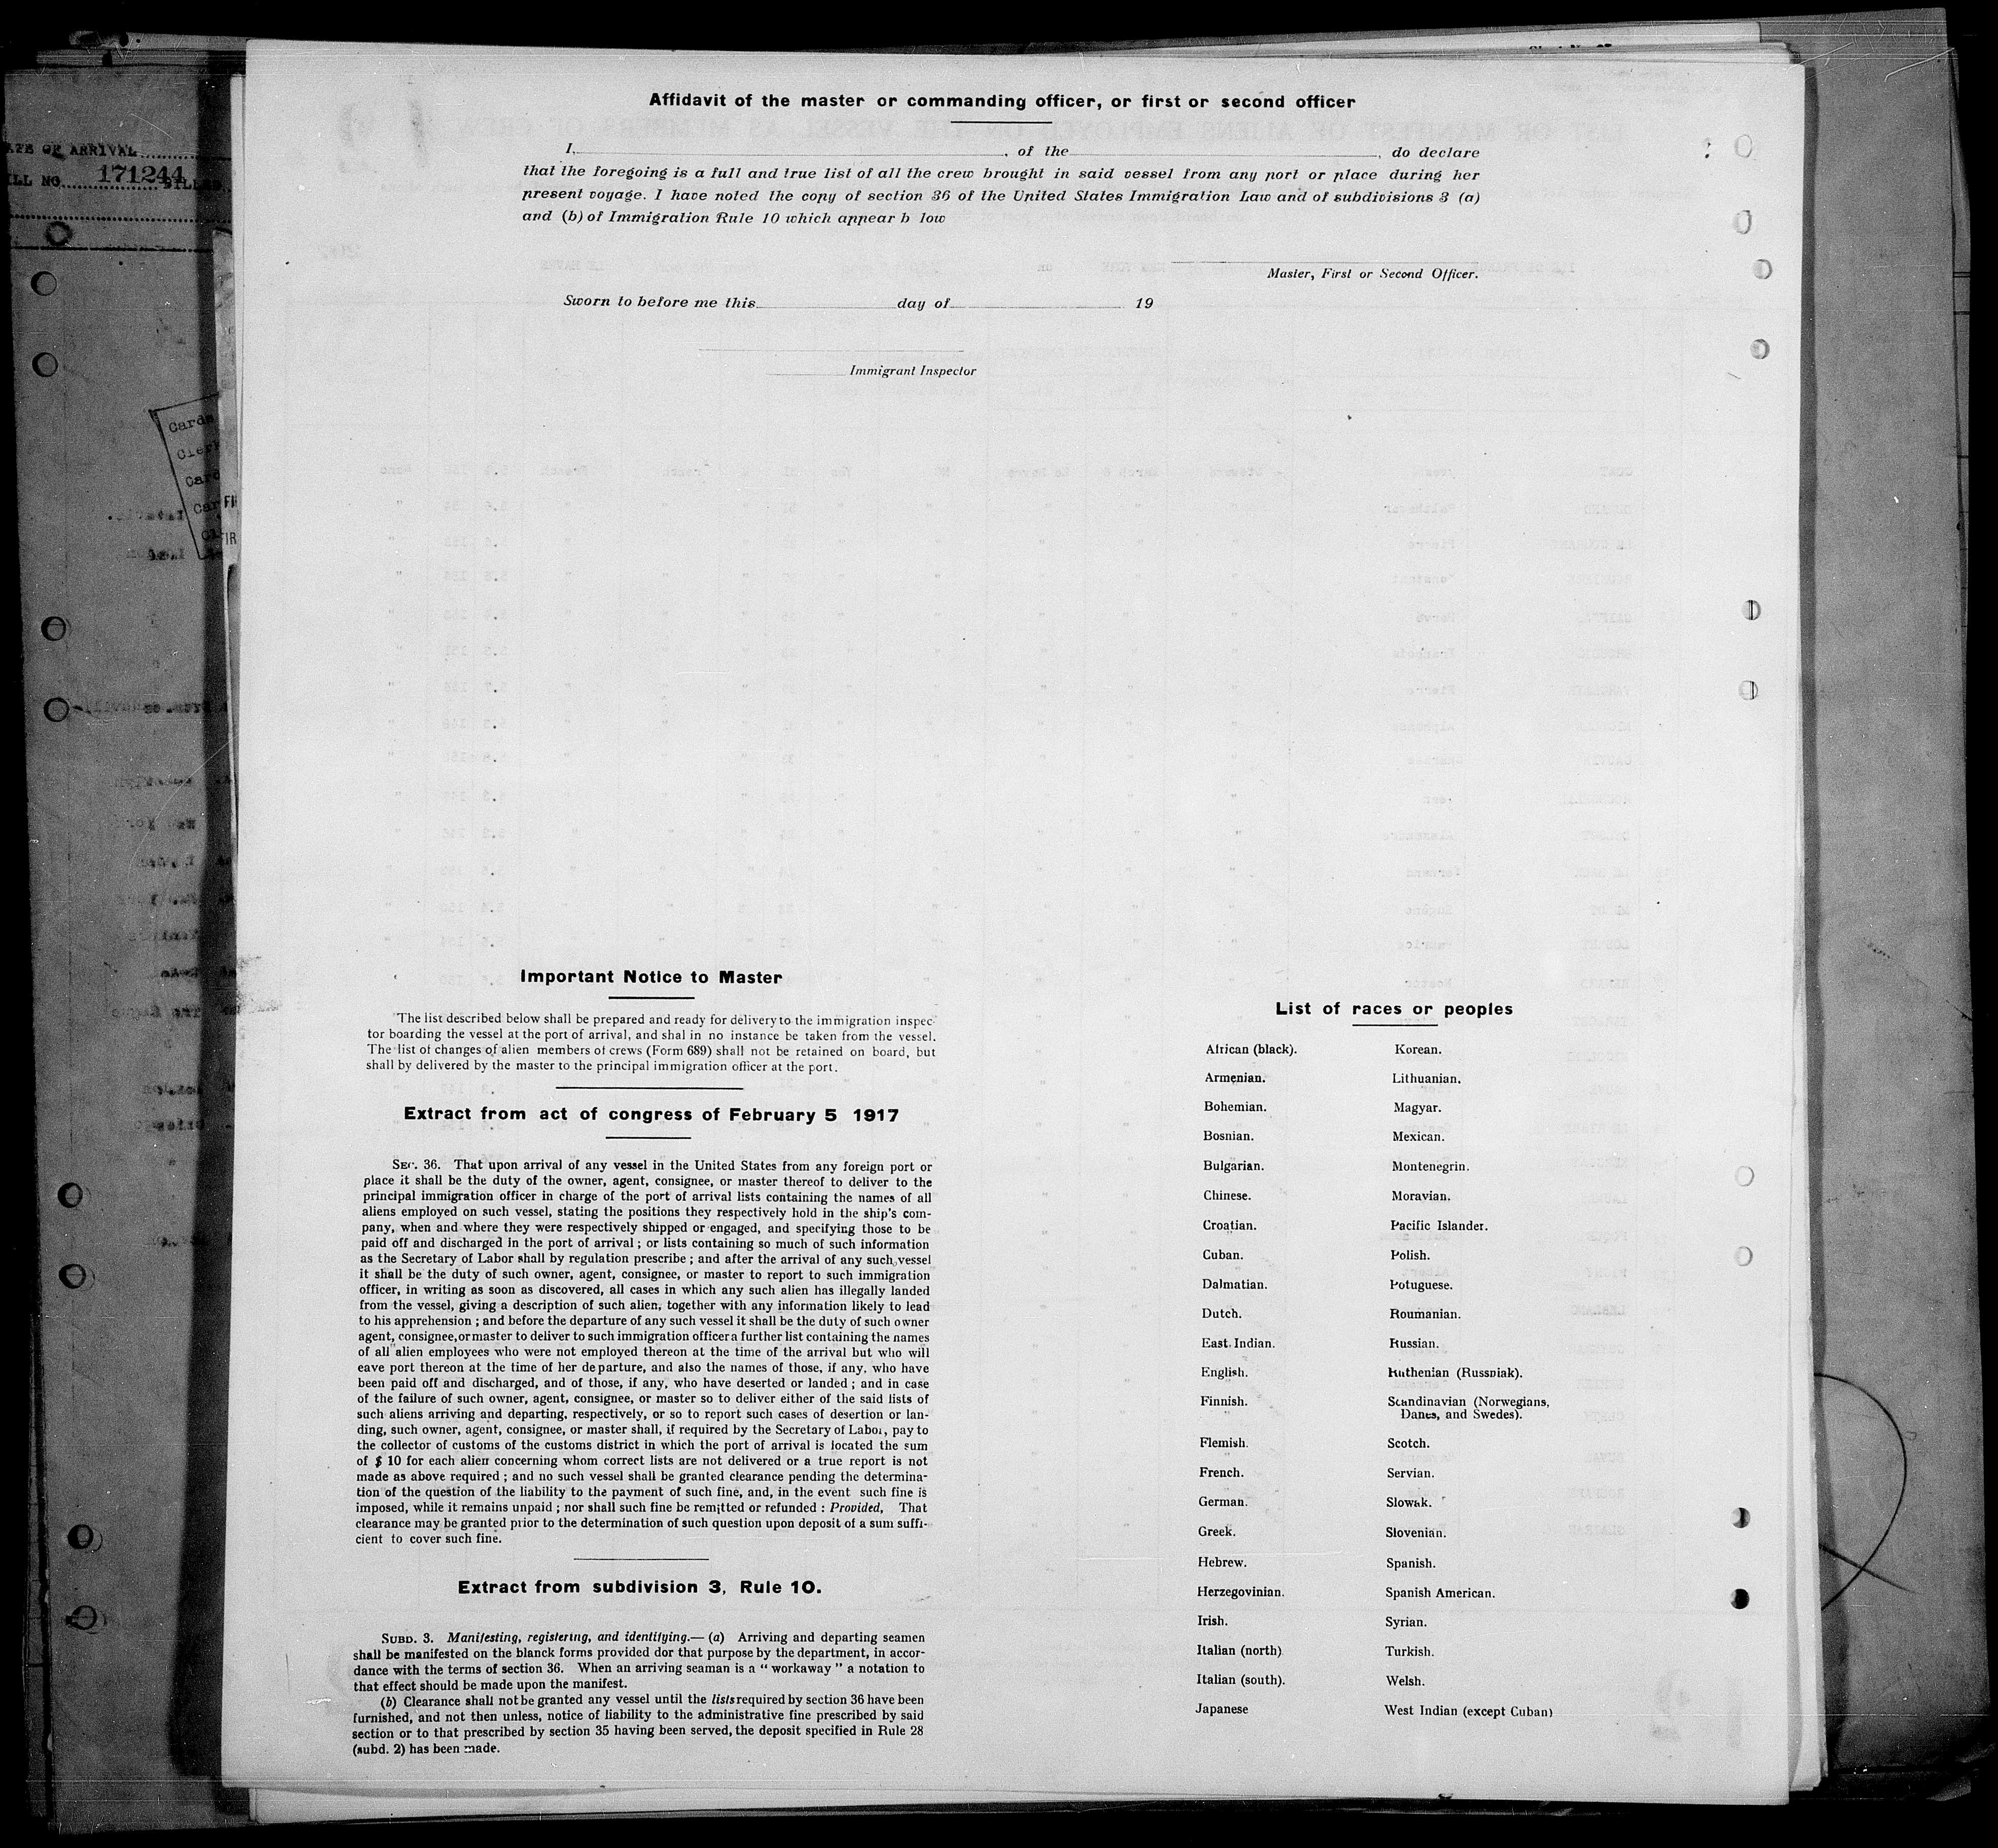 Affidavit of the master or commanding officer, or first or second officer
I, , of the , do declare
that the foregoing is a full and true list of all the crew brought in said vessel from any port or place during her
present voyage. I have noted the copy of section 36 of the United States Immigration Law and of subdivisions 3 (a)
and (b) of Immigration Rule 10 which appear b low
Master, First or Second Officer.
Sworn to before me this day of 19
Immigrant Inspector
ATE OF ARRIVAL
ILL NO. 171244
Cards
Cler
Card
Car
FI
IR
Important Notice to Master
The list described below shall be prepared and ready for delivery to the immigration inspec-
tor boarding the vessel at the port of arrival, and shal in no instance be taken from the vessel.
The list of changes of alien members of crews (Form 689) shall not be retained on board, but
shall by delivered by the master to the principal immigration officer at the port.
Extract from act of congress of February 5 1917
SEC. 36. That upon arrival of any vessel in the United States from any foreign port or
place it shall be the duty of the owner, agent, consignee, or master thereof to deliver to the
principal immigration officer in charge of the port of arrival lists containing the names of all
aliens employed on such vessel, stating the positions they respectively hold in the ship's com-
pany, when and where they were respectively shipped or engaged, and specifying those to be
paid off and discharged in the port of arrival ; or lists containing so much of such information
as the Secretary of Labor shall by regulation prescribe ; and after the arrival of any such vessel
it shall be the duty of such owner, agent, consignee, or master to report to such immigration
officer, in writing as soon as discovered, all cases in which any such alien has illegally landed
from the vessel, giving a description of such alien, together with any information likely to lead
to his apprehension ; and before the departure of any such vessel it shall be the duty of such owner
agent, consignee, or master to deliver to such immigration officer a further list containing the names
of all alien employees who were not employed thereon at the time of the arrival but who will
eave port thereon at the time of her departure, and also the names of those, if any, who have
been paid off and discharged, and of those, if any, who have deserted or landed ; and in case
of the failure of such owner, agent, consignee, or master so to deliver either of the said lists of
such aliens arriving and departing, respectively, or so to report such cases of desertion or lan-
ding, such owner, agent, consignee, or master shall, if required by the Secretary of Labor, pay to
the collector of customs of the customs district in which the port of arrival is located the sum
of $ 10 for each alien concerning whom correct lists are not delivered or a true report is not
made as above required ; and no such vessel shall be granted clearance pending the determina-
tion of the question of the liability to the payment of such fine, and, in the event such fine is
imposed, while it remains unpaid ; nor shall such fine be remitted or refunded : Provided, That
clearance may be granted prior to the determination of such question upon deposit of a sum suffi-
cient to cover such fine.
Extract from subdivision 3, Rule 10.
SUBD. 3. Manifesting, registering, and identifying.— (a) Arriving and departing seamen
shall be manifested on the blanck forms provided dor that purpose by the department, in accor-
dance with the terms of section 36. When an arriving seaman is a “ workaway ” a notation to
that effect should be made upon the manifest.
(b) Clearance shall not be granted any vessel until the lists required by section 36 have been
furnished, and not then unless, notice of liability to the administrative fine prescribed by said
section or to that prescribed by section 35 having been served, the deposit specified in Rule 28
(subd. 2) has been made.
List of races or peoples
African (black). Korean.
Armenian. Lithuanian.
Bohemian. Magyar.
Bosnian. Mexican.
Bulgarian. Montenegrin.
Chinese. Moravian.
Croatian. Pacific Islander.
Cuban. Polish.
Dalmatian. Potuguese.
Dutch. Roumanian.
East Indian. Russian.
English. Ruthenian (Russniak).
Finnish. Scandinavian (Norwegians,
Danes, and Swedes).
Flemish. Scotch.
French. Servian.
German. Slowak.
Greek. Slovenian.
Hebrew. Spanish.
Herzegovinian. Spanish American.
Irish. Syrian.
Italian (north) Turkish.
Italian (south). Welsh.
Japanese West Indian (except Cuban)